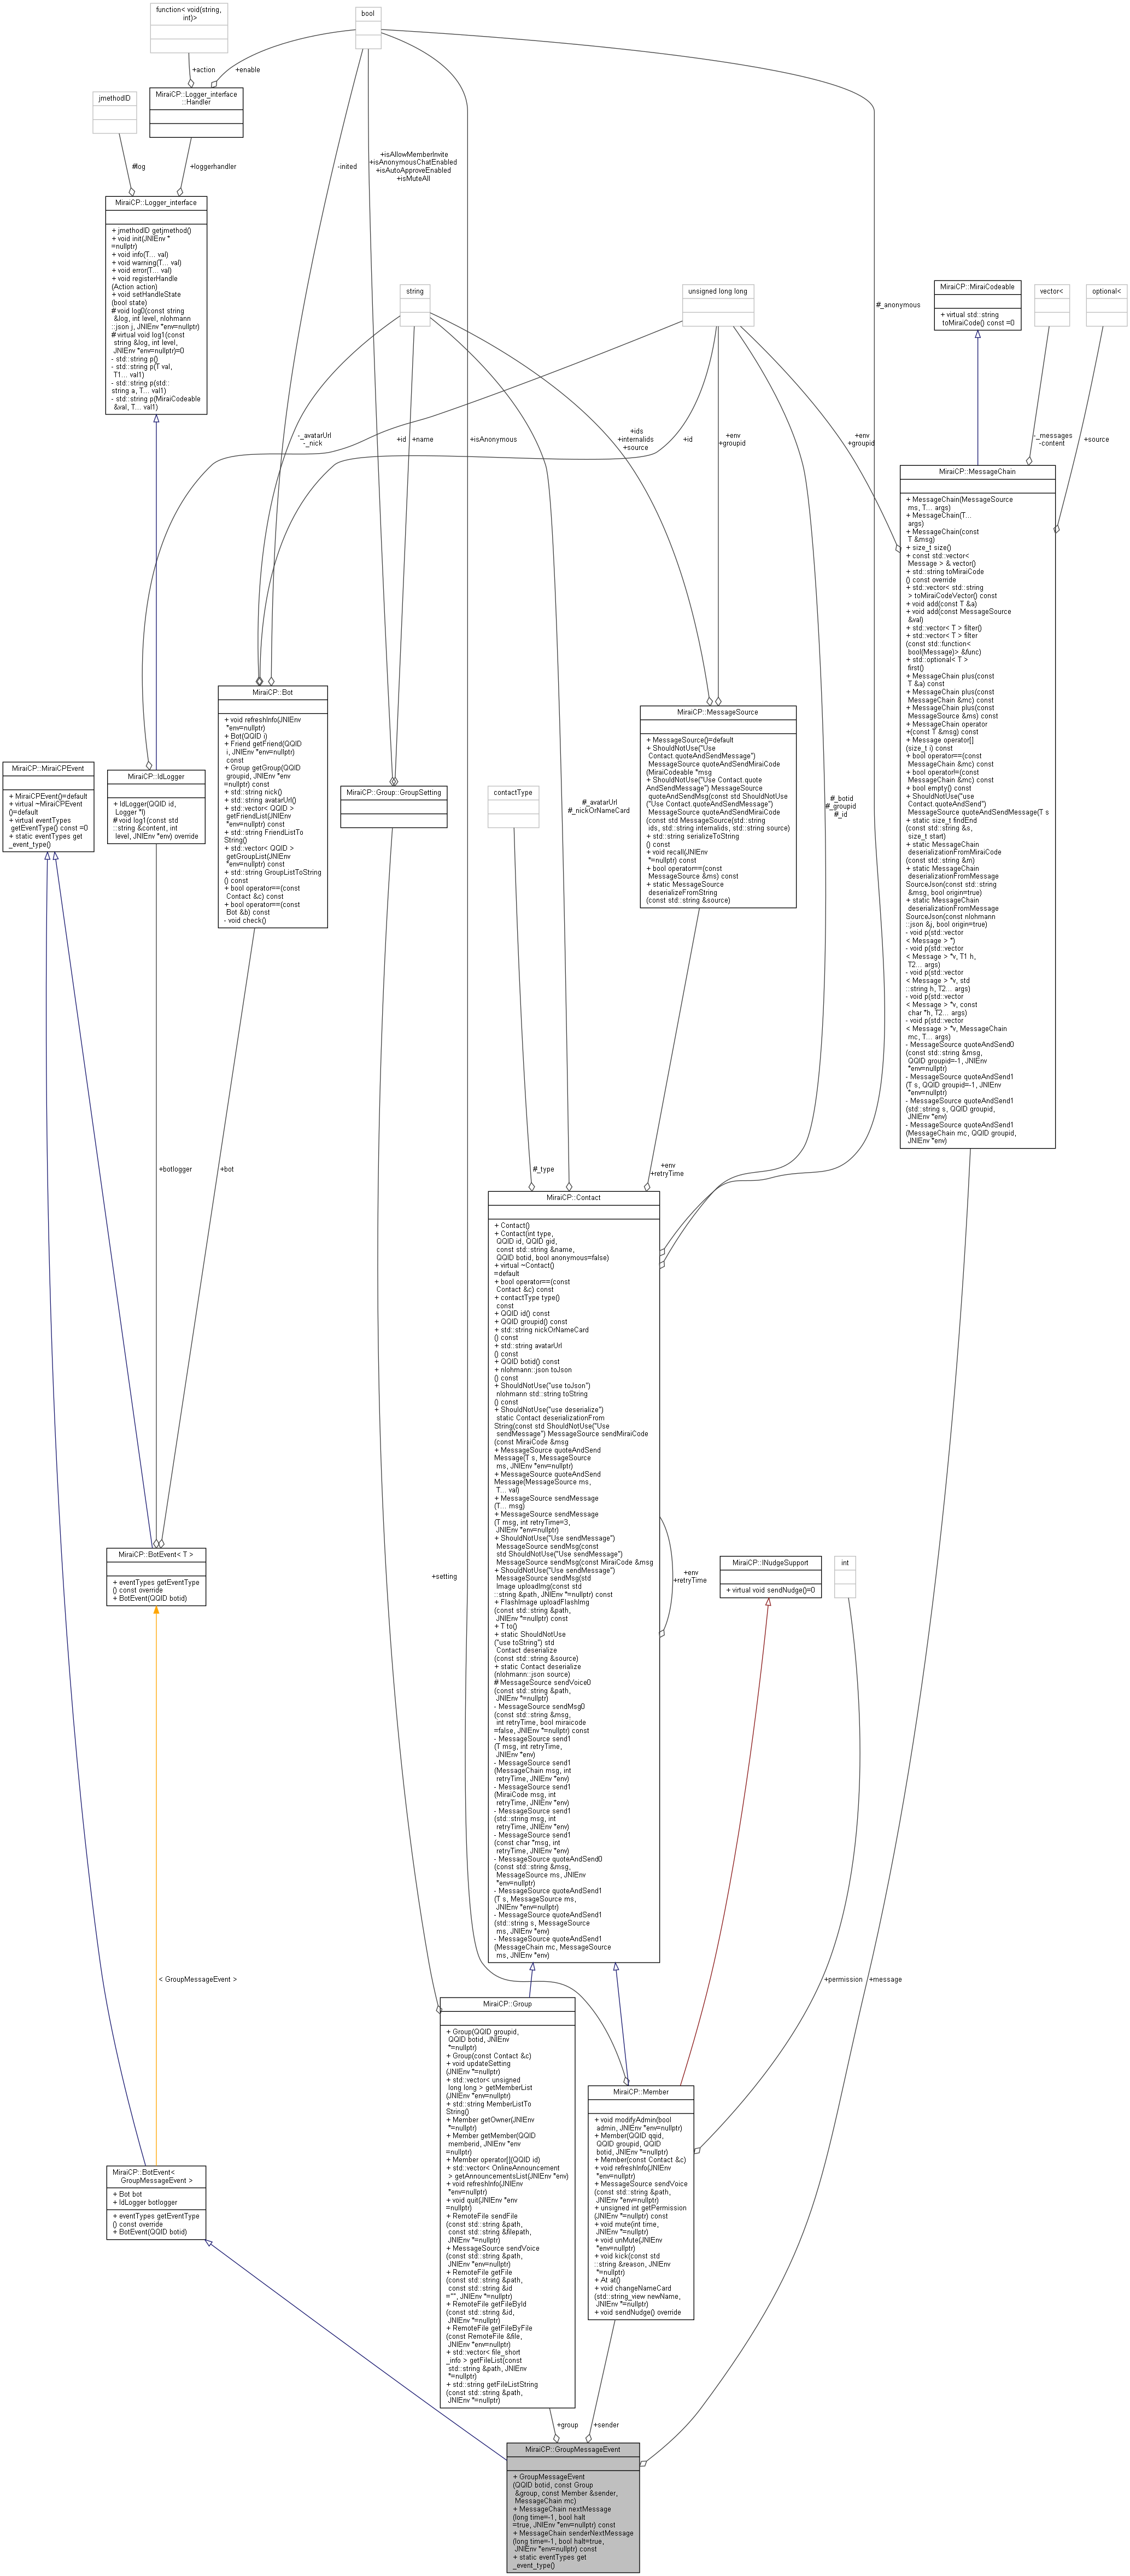 function< void(string,
int)>
bool
+action
+enable
jmethodID
MiraiCP::Logger_interface
::Handler
#log
+loggerhandler
-inited
+isAllowMemberInvite
+isAnonymousChatEnabled
+isAutoApproveEnabled
+isMuteAll
MiraiCP::Logger_interface
+ jmethodID getjmethod()
+ void init(JNIEnv *
=nullptr)
+ void info(T... val)
+ void warning(T... val)
+ void error(T... val)
+ void registerHandle
(Action action)
+ void setHandleState
(bool state)
# void log0(const string
&log, int level, nlohmann
::json j, JNIEnv *env=nullptr)
# virtual void log1(const
string &log, int level,
JNIEnv *env=nullptr)=0
- std::string p()
- std::string p(T val,
T1... val1)
- std::string p(std::
string a, T... val1)
- std::string p(MiraiCodeable
&val, T... val1)
string
unsigned long long
#_anonymous
MiraiCP::MiraiCodeable
+ virtual std::string
toMiraiCode() const =0
vector<
optional<
-_avatarUrl
-_nick
+id
+name
+isAnonymous
+ids
+internalids
+source
+id
+env
+groupid
+env
+groupid
-_messages
-content
+source
MiraiCP::MessageChain
+ MessageChain(MessageSource
ms, T... args)
+ MessageChain(T...
args)
+ MessageChain(const
T &msg)
+ size_t size()
+ const std::vector<
Message > & vector()
+ std::string toMiraiCode
() const override
+ std::vector< std::string
> toMiraiCodeVector() const
+ void add(const T &a)
+ void add(const MessageSource
&val)
+ std::vector< T > filter()
+ std::vector< T > filter
(const std::function<
bool(Message)> &func)
+ std::optional< T >
first()
+ MessageChain plus(const
T &a) const
+ MessageChain plus(const
MessageChain &mc) const
+ MessageChain plus(const
MessageSource &ms) const
+ MessageChain operator
+(const T &msg) const
+ Message operator[]
(size_t i) const
+ bool operator==(const
MessageChain &mc) const
+ bool operator!=(const
MessageChain &mc) const
+ bool empty() const
+ ShouldNotUse("use
Contact.quoteAndSend")
MessageSource quoteAndSendMessage(T s
+ static size_t findEnd
(const std::string &s,
size_t start)
+ static MessageChain
deserializationFromMiraiCode
(const std::string &m)
+ static MessageChain
deserializationFromMessage
SourceJson(const std::string
&msg, bool origin=true)
+ static MessageChain
deserializationFromMessage
SourceJson(const nlohmann
::json &j, bool origin=true)
- void p(std::vector
< Message > *)
- void p(std::vector
< Message > *v, T1 h,
T2... args)
- void p(std::vector
< Message > *v, std
::string h, T2... args)
- void p(std::vector
< Message > *v, const
char *h, T2... args)
- void p(std::vector
< Message > *v, MessageChain
mc, T... args)
- MessageSource quoteAndSend0
(const std::string &msg,
QQID groupid=-1, JNIEnv
*env=nullptr)
- MessageSource quoteAndSend1
(T s, QQID groupid=-1, JNIEnv
*env=nullptr)
- MessageSource quoteAndSend1
(std::string s, QQID groupid,
JNIEnv *env)
- MessageSource quoteAndSend1
(MessageChain mc, QQID groupid,
JNIEnv *env)
MiraiCP::Bot
+ void refreshInfo(JNIEnv
*env=nullptr)
+ Bot(QQID i)
+ Friend getFriend(QQID
i, JNIEnv *env=nullptr)
const
+ Group getGroup(QQID
groupid, JNIEnv *env
=nullptr) const
+ std::string nick()
+ std::string avatarUrl()
+ std::vector< QQID >
getFriendList(JNIEnv
*env=nullptr) const
+ std::string FriendListTo
String()
+ std::vector< QQID >
getGroupList(JNIEnv
*env=nullptr) const
+ std::string GroupListToString
() const
+ bool operator==(const
Contact &c) const
+ bool operator==(const
Bot &b) const
- void check()
MiraiCP::MessageSource
+ MessageSource()=default
+ ShouldNotUse("Use
Contact.quoteAndSendMessage")
MessageSource quoteAndSendMiraiCode
(MiraiCodeable *msg
+ ShouldNotUse("Use Contact.quote
AndSendMessage") MessageSource
quoteAndSendMsg(const std ShouldNotUse
("Use Contact.quoteAndSendMessage")
MessageSource quoteAndSendMiraiCode
(const std MessageSource(std::string
ids, std::string internalids, std::string source)
+ std::string serializeToString
() const
+ void recall(JNIEnv
*=nullptr) const
+ bool operator==(const
MessageSource &ms) const
+ static MessageSource
deserializeFromString
(const std::string &source)
MiraiCP::MiraiCPEvent
+ MiraiCPEvent()=default
+ virtual ~MiraiCPEvent
()=default
+ virtual eventTypes
getEventType() const =0
+ static eventTypes get
_event_type()
MiraiCP::IdLogger
+ IdLogger(QQID id,
Logger *l)
# void log1(const std
::string &content, int
level, JNIEnv *env) override
MiraiCP::Group::GroupSetting
contactType
#_avatarUrl
#_nickOrNameCard
#_botid
#_groupid
#_id
+botlogger
+bot
#_type
+env
+retryTime
MiraiCP::Contact
+ Contact()
+ Contact(int type,
QQID id, QQID gid,
const std::string &name,
QQID botid, bool anonymous=false)
+ virtual ~Contact()
=default
+ bool operator==(const
Contact &c) const
+ contactType type()
const
+ QQID id() const
+ QQID groupid() const
+ std::string nickOrNameCard
() const
+ std::string avatarUrl
() const
+ QQID botid() const
+ nlohmann::json toJson
() const
+ ShouldNotUse("use toJson")
nlohmann std::string toString
() const
+ ShouldNotUse("use deserialize")
static Contact deserializationFrom
String(const std ShouldNotUse("Use
sendMessage") MessageSource sendMiraiCode
(const MiraiCode &msg
+ MessageSource quoteAndSend
Message(T s, MessageSource
ms, JNIEnv *env=nullptr)
+ MessageSource quoteAndSend
Message(MessageSource ms,
T... val)
+ MessageSource sendMessage
(T... msg)
+ MessageSource sendMessage
(T msg, int retryTime=3,
JNIEnv *env=nullptr)
+ ShouldNotUse("Use sendMessage")
MessageSource sendMsg(const
std ShouldNotUse("Use sendMessage")
MessageSource sendMsg(const MiraiCode &msg
+ ShouldNotUse("Use sendMessage")
MessageSource sendMsg(std
Image uploadImg(const std
::string &path, JNIEnv *=nullptr) const
+ FlashImage uploadFlashImg
(const std::string &path,
JNIEnv *=nullptr) const
+ T to()
+ static ShouldNotUse
("use toString") std
Contact deserialize
(const std::string &source)
+ static Contact deserialize
(nlohmann::json source)
# MessageSource sendVoice0
(const std::string &path,
JNIEnv *=nullptr)
- MessageSource sendMsg0
(const std::string &msg,
int retryTime, bool miraicode
=false, JNIEnv *=nullptr) const
- MessageSource send1
(T msg, int retryTime,
JNIEnv *env)
- MessageSource send1
(MessageChain msg, int
retryTime, JNIEnv *env)
- MessageSource send1
(MiraiCode msg, int
retryTime, JNIEnv *env)
- MessageSource send1
(std::string msg, int
retryTime, JNIEnv *env)
- MessageSource send1
(const char *msg, int
retryTime, JNIEnv *env)
- MessageSource quoteAndSend0
(const std::string &msg,
MessageSource ms, JNIEnv
*env=nullptr)
- MessageSource quoteAndSend1
(T s, MessageSource ms,
JNIEnv *env=nullptr)
- MessageSource quoteAndSend1
(std::string s, MessageSource
ms, JNIEnv *env)
- MessageSource quoteAndSend1
(MessageChain mc, MessageSource
ms, JNIEnv *env)
+env
+retryTime
MiraiCP::BotEvent< T >
+ eventTypes getEventType
() const override
+ BotEvent(QQID botid)
+setting
MiraiCP::INudgeSupport
+ virtual void sendNudge()=0
int
< GroupMessageEvent >
+permission
+message
MiraiCP::Group
+ Group(QQID groupid,
QQID botid, JNIEnv
*=nullptr)
+ Group(const Contact &c)
+ void updateSetting
(JNIEnv *=nullptr)
+ std::vector< unsigned
long long > getMemberList
(JNIEnv *env=nullptr)
+ std::string MemberListTo
String()
+ Member getOwner(JNIEnv
*=nullptr)
+ Member getMember(QQID
memberid, JNIEnv *env
=nullptr)
+ Member operator[](QQID id)
+ std::vector< OnlineAnnouncement
> getAnnouncementsList(JNIEnv *env)
+ void refreshInfo(JNIEnv
*env=nullptr)
+ void quit(JNIEnv *env
=nullptr)
+ RemoteFile sendFile
(const std::string &path,
const std::string &filepath,
JNIEnv *=nullptr)
+ MessageSource sendVoice
(const std::string &path,
JNIEnv *env=nullptr)
+ RemoteFile getFile
(const std::string &path,
const std::string &id
="", JNIEnv *=nullptr)
+ RemoteFile getFileById
(const std::string &id,
JNIEnv *=nullptr)
+ RemoteFile getFileByFile
(const RemoteFile &file,
JNIEnv *env=nullptr)
+ std::vector< file_short
_info > getFileList(const
std::string &path, JNIEnv
*=nullptr)
+ std::string getFileListString
(const std::string &path,
JNIEnv *=nullptr)
MiraiCP::Member
+ void modifyAdmin(bool
admin, JNIEnv *env=nullptr)
+ Member(QQID qqid,
QQID groupid, QQID
botid, JNIEnv *=nullptr)
+ Member(const Contact &c)
+ void refreshInfo(JNIEnv
*env=nullptr)
+ MessageSource sendVoice
(const std::string &path,
JNIEnv *env=nullptr)
+ unsigned int getPermission
(JNIEnv *=nullptr) const
+ void mute(int time,
JNIEnv *=nullptr)
+ void unMute(JNIEnv
*env=nullptr)
+ void kick(const std
::string &reason, JNIEnv
*=nullptr)
+ At at()
+ void changeNameCard
(std::string_view newName,
JNIEnv *=nullptr)
+ void sendNudge() override
MiraiCP::BotEvent<
GroupMessageEvent >
+ Bot bot
+ IdLogger botlogger
+ eventTypes getEventType
() const override
+ BotEvent(QQID botid)
+group
+sender
MiraiCP::GroupMessageEvent
+ GroupMessageEvent
(QQID botid, const Group
&group, const Member &sender,
MessageChain mc)
+ MessageChain nextMessage
(long time=-1, bool halt
=true, JNIEnv *env=nullptr) const
+ MessageChain senderNextMessage
(long time=-1, bool halt=true,
JNIEnv *env=nullptr) const
+ static eventTypes get
_event_type()